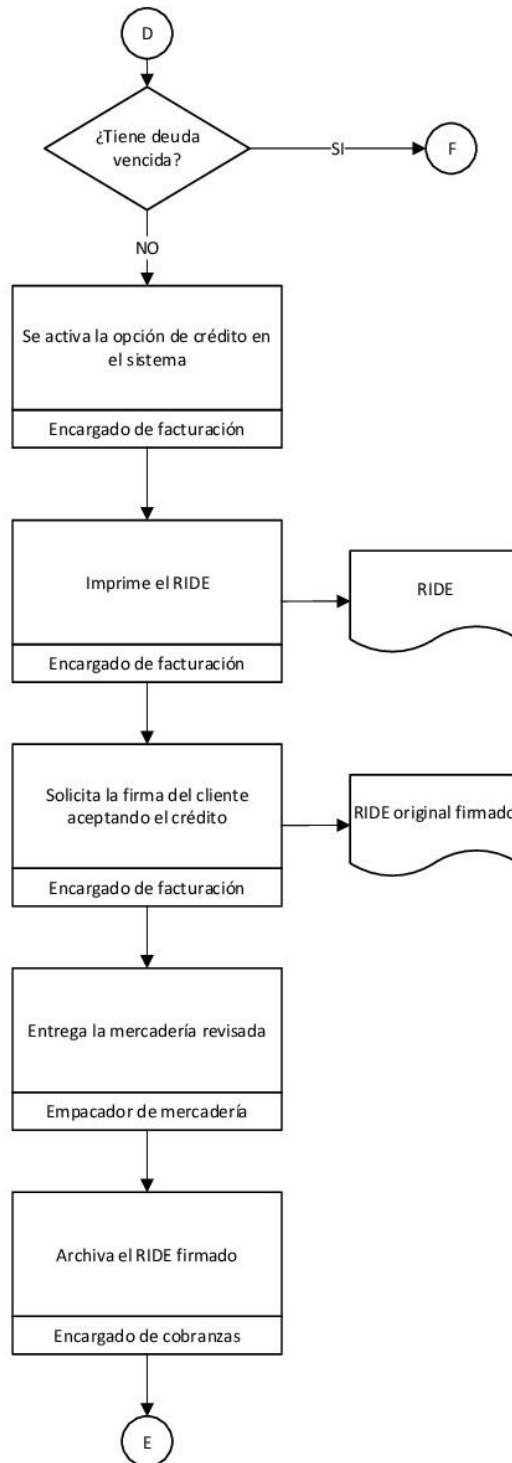 D
¿Tiene deuda
vencida?
SI
F
NO
Se activa la opción de crédito en
el sistema
Encargado de facturación
Imprime el RIDE
RIDE
Encargado de facturación
Solicita la firma del cliente
aceptando el crédito
RIDE original firmado
Encargado de facturación
Entrega la mercadería revisada
Empacador de mercadería
Archiva el RIDE firmado
Encargado de cobranzas
E